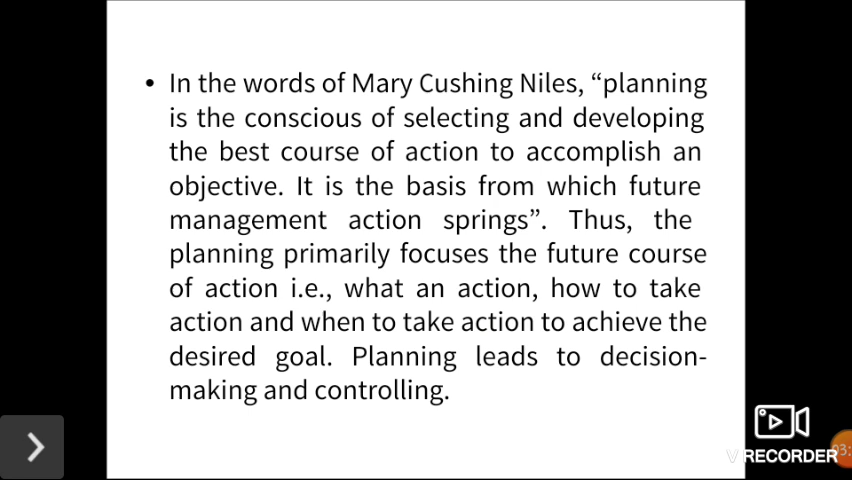 • In the words of Mary Cushing Niles, “planning
is the conscious of selecting and developing
the best course of action to accomplish an
objective. It is the basis from which future
management action springs”. Thus, the
planning primarily focuses the future course
of action i.e., what an action, how to take
action and when to take action to achieve the
desired goal. Planning leads to decision-
making and controlling.
V RECORDER
03: